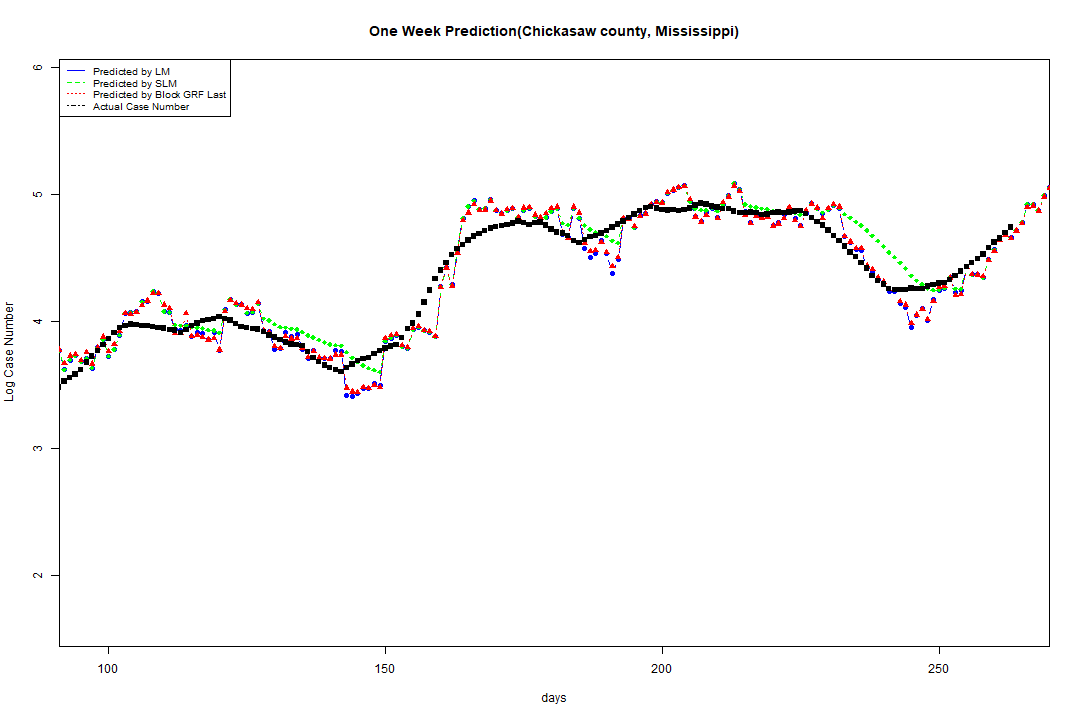 One Week Prediction(Chickasaw county, Mississippi)
Predicted by LM
Predicted by SLM
Predicted by Block GRF Last
Actual Case Number
6
5
4
3
2
Log Case Number
100 150 200 250
days